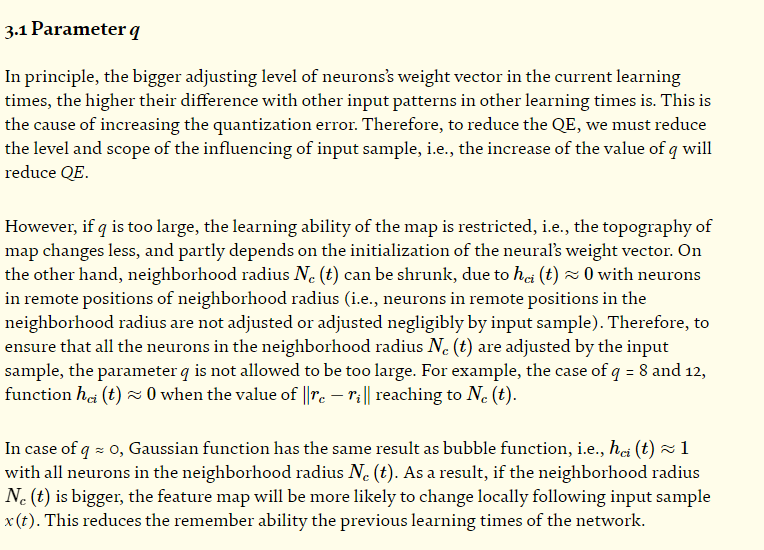 3.1 Parameter q
In principle, the bigger adjusting level of neurons's weight vector in the current learning
times, the higher their difference with other input patterns in other learning times is. This is
the cause of increasing the quantization error. Therefore, to reduce the QE, we must reduce
the level and scope of the influencing of input sample, i.e., the increase of the value of q will
reduce QE.
However, if q is too large, the learning ability of the map is restricted, i.e., the topography of
map changes less, and partly depends on the initialization of the neural's weight vector. On
the other hand, neighborhood radius N_c (t) can be shrunk, due to h_ci (t) ≈ 0 with neurons
in remote positions of neighborhood radius (i.e., neurons in remote positions in the
neighborhood radius are not adjusted or adjusted negligibly by input sample). Therefore, to
ensure that all the neurons in the neighborhood radius N_c (t) are adjusted by the input
sample, the parameter q is not allowed to be too large. For example, the case of q = 8 and 12,
function h_ci (t) ≈ 0 when the value of ||r_c − r_i|| reaching to N_c (t).
In case of q ≈ 0, Gaussian function has the same result as bubble function, i.e., h_ci (t) ≈ 1
with all neurons in the neighborhood radius N_c (t). As a result, if the neighborhood radius
N_c (t) is bigger, the feature map will be more likely to change locally following input sample
x (t). This reduces the remember ability the previous learning times of the network.